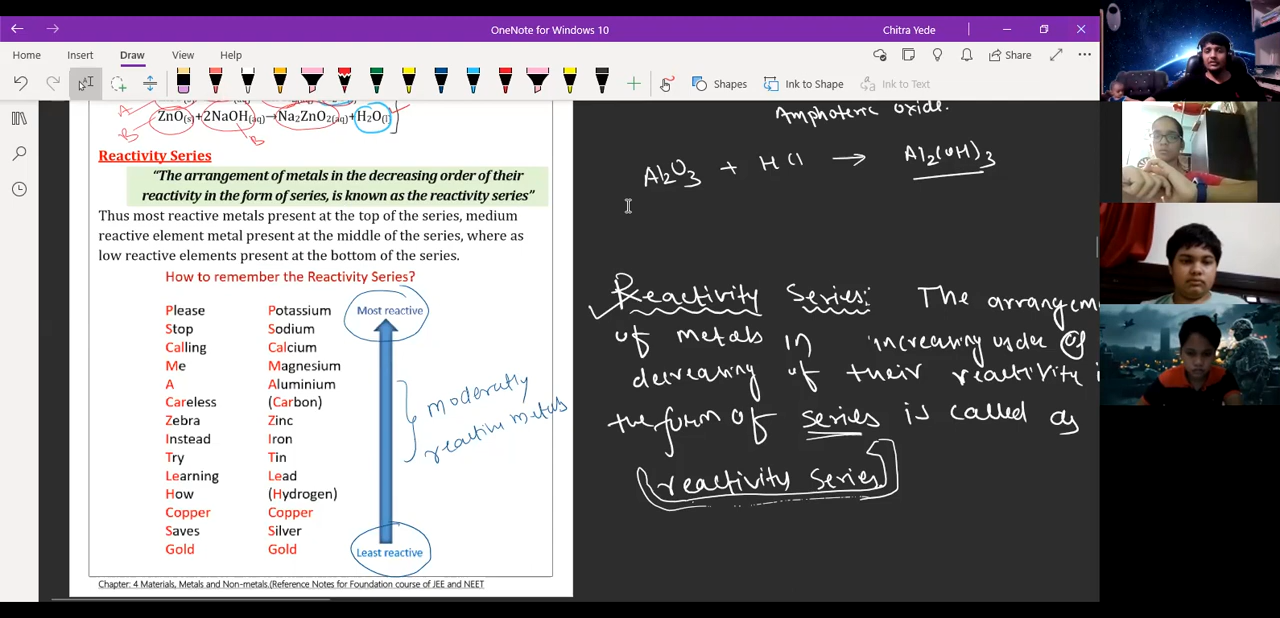 OneNote for Windows 10
Chitra Yede
Home Insert Draw View Help
Share
Shapes Ink to Shape Ink to Text
A
ZnO(s)+2NaOH(aq)→Na₂ZnO₂(aq)+H₂O(l)
B B
Reactivity Series
“The arrangement of metals in the decreasing order of their
reactivity in the form of series, is known as the reactivity series”
Thus most reactive metals present at the top of the series, medium
reactive element metal present at the middle of the series, where as
low reactive elements present at the bottom of the series.
How to remember the Reactivity Series?
Please Potassium Most reactive
Stop Sodium
Calling Calcium
Me Magnesium
A Aluminium
Careless (Carbon)
Zebra Zinc
Instead Iron
Try Tin
Learning Lead
How (Hydrogen)
Copper Copper
Saves Silver
Gold Gold
Least reactive
moderatly
reactive metals
Chapter: 4 Materials, Metals and Non-metals.(Reference Notes for Foundation course of JEE and NEET
Amphoteric oxide.
Al₂O₃ + HCl → Al₂(OH)₃
Reactivity Series: The arrangeme
of metals in increasing order of
decreasing of their reactivity i
the form of series is called as
reactivity series